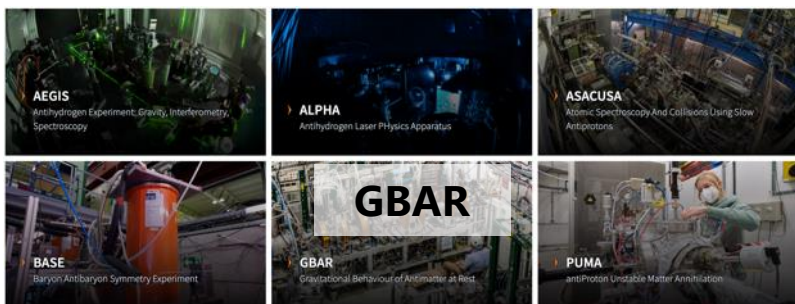 AEGIS
Antihydrogen Experiment: Gravity, Interferometry,
Spectroscopy
ALPHA
Antihydrogen Laser PHysics Apparatus
ASACUSA
Atomic Spectroscopy And Collisions Using Slow
Antiprotons
BASE
Baryon Antibaryon Symmetry Experiment
GBAR
GBAR
Gravitational Behaviour of Antimatter at Rest
PUMA
antiProton Unstable Matter Annihilation